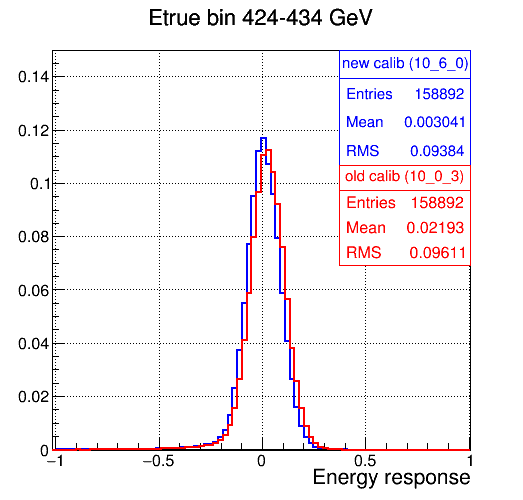 Etrue bin 424-434 GeV
new calib (10_6_0)
Entries 158892
Mean 0.003041
RMS 0.09384
old calib (10_0_3)
Entries 158892
Mean 0.02193
RMS 0.09611
0.14
0.12
0.1
0.08
0.06
0.04
0.02
0
−1 −0.5 0 0.5 1
Energy response